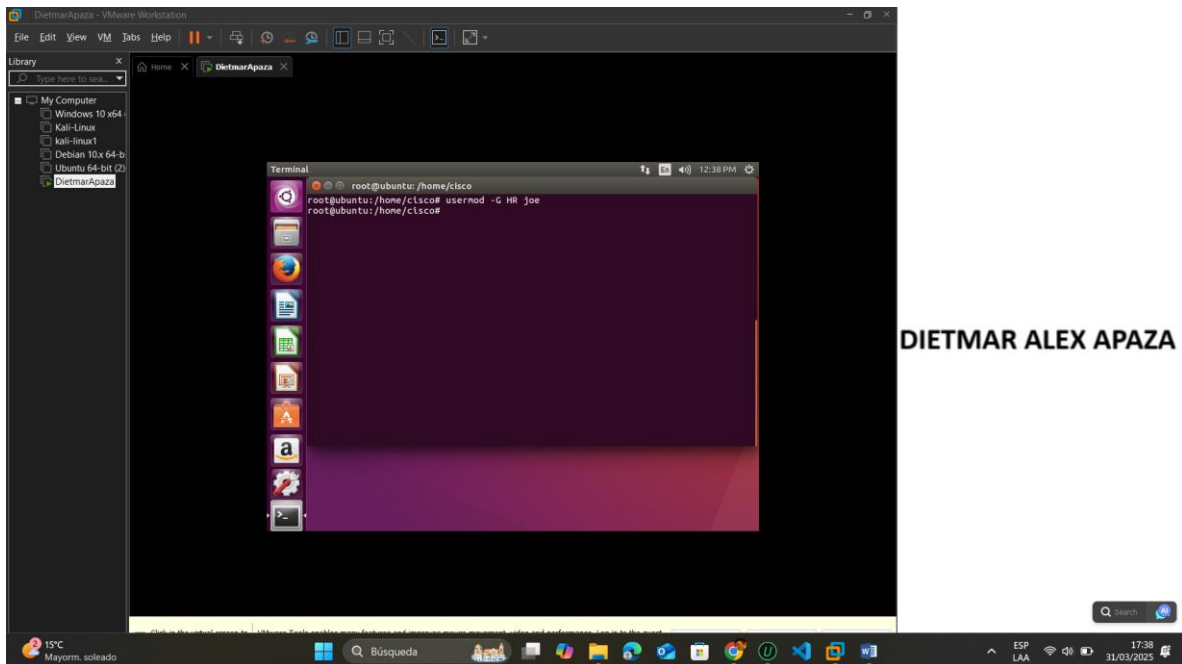 DietmarApaza - VMware Workstation
File Edit View VM Tabs Help
Library X
Type here to sea...
Home X DietmarApaza X
My Computer
Windows 10 x64
Kali-Linux
kali-linux1
Debian 10.x 64-b
Ubuntu 64-bit (2)
DietmarApaza
Terminal En 12:38 PM
root@ubuntu: /home/cisco
root@ubuntu:/home/cisco# usermod -G HR joe
root@ubuntu:/home/cisco#
DIETMAR ALEX APAZA
Search
2 15°C
Mayorm. soleado
Búsqueda
ESP
LAA
17:38
31/03/2025